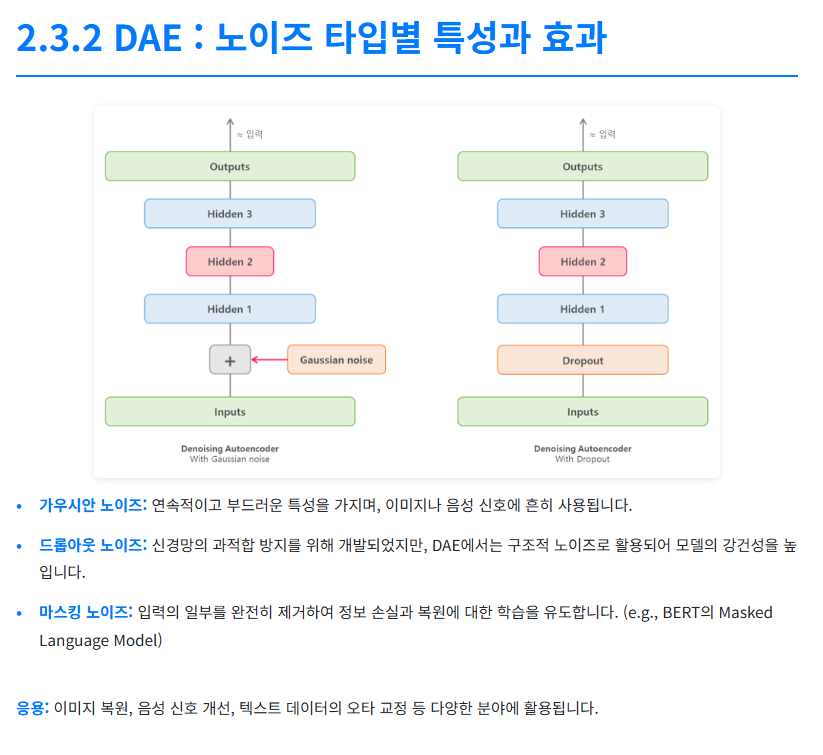 2.3.2 DAE : 노이즈 타입별 특성과 효과
≈ 입력
Outputs
Hidden 3
Hidden 2
Hidden 1
+
Gaussian noise
Inputs
Denoising Autoencoder
With Gaussian noise
≈ 입력
Outputs
Hidden 3
Hidden 2
Hidden 1
Dropout
Inputs
Denoising Autoencoder
With Dropout
• 가우시안 노이즈: 연속적이고 부드러운 특성을 가지며, 이미지나 음성 신호에 흔히 사용됩니다.
• 드롭아웃 노이즈: 신경망의 과적합 방지를 위해 개발되었지만, DAE에서는 구조적 노이즈로 활용되어 모델의 강건성을 높
입니다.
• 마스킹 노이즈: 입력의 일부를 완전히 제거하여 정보 손실과 복원에 대한 학습을 유도합니다. (e.g., BERT의 Masked
Language Model)
응용: 이미지 복원, 음성 신호 개선, 텍스트 데이터의 오타 교정 등 다양한 분야에 활용됩니다.